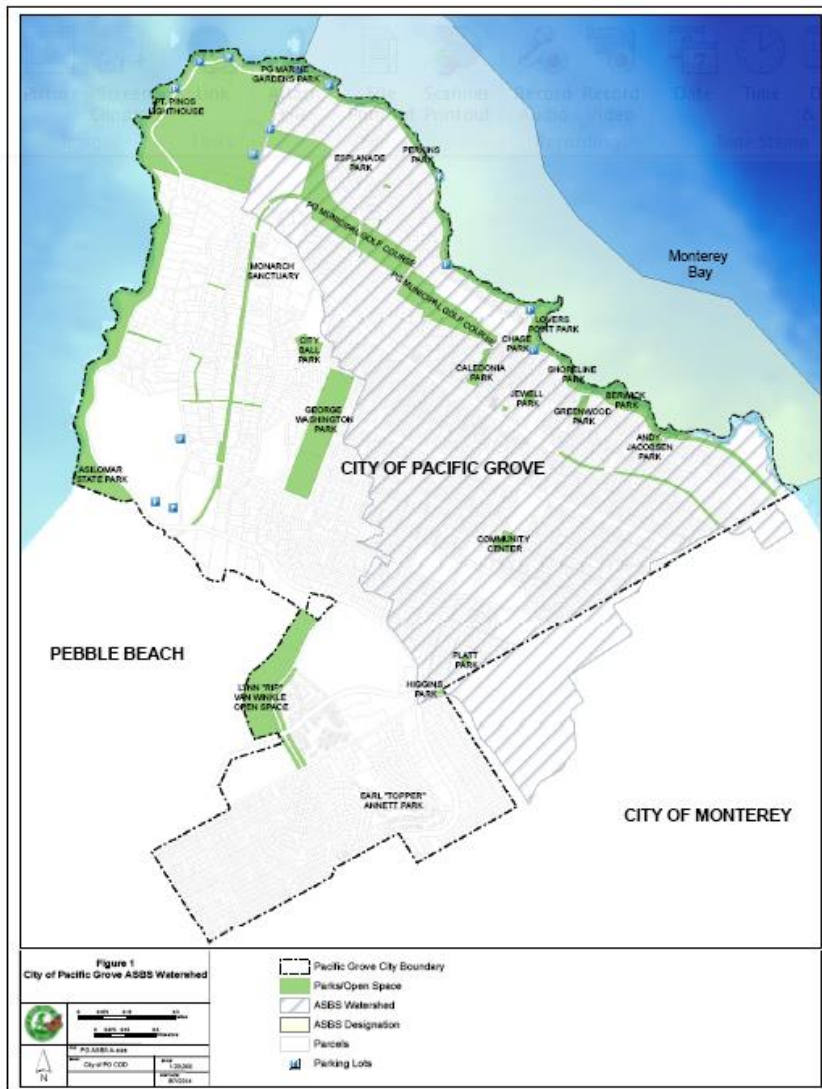 PG MARINE
GARDENS PARK
PT. PINOS
LIGHTHOUSE
ESPLANADE
PARK
PERKINS
PARK
PG MUNICIPAL GOLF COURSE
Monterey
Bay
MONARCH
SANCTUARY
PG MUNICIPAL GOLF COURSE
LOVERS
POINT PARK
CHASE
PARK
CITY
BALL
PARK
CALEDONIA
PARK
SHORELINE
PARK
JEWELL
PARK
BERWICK
PARK
GREENWOOD
PARK
GEORGE
WASHINGTON
PARK
ANDY
JACOBSEN
PARK
CITY OF PACIFIC GROVE
ASILOMAR
STATE PARK
COMMUNITY
CENTER
PEBBLE BEACH
PLATT
PARK
HIGGINS
PARK
LYNN "RIP"
VAN WINKLE
OPEN SPACE
EARL "TOPPER"
ANNETT PARK
CITY OF MONTEREY
Figure 1
City of Pacific Grove ASBS Watershed
City of PG CDD
N
Pacific Grove City Boundary
Parks/Open Space
ASBS Watershed
ASBS Designation
Parcels
Parking Lots